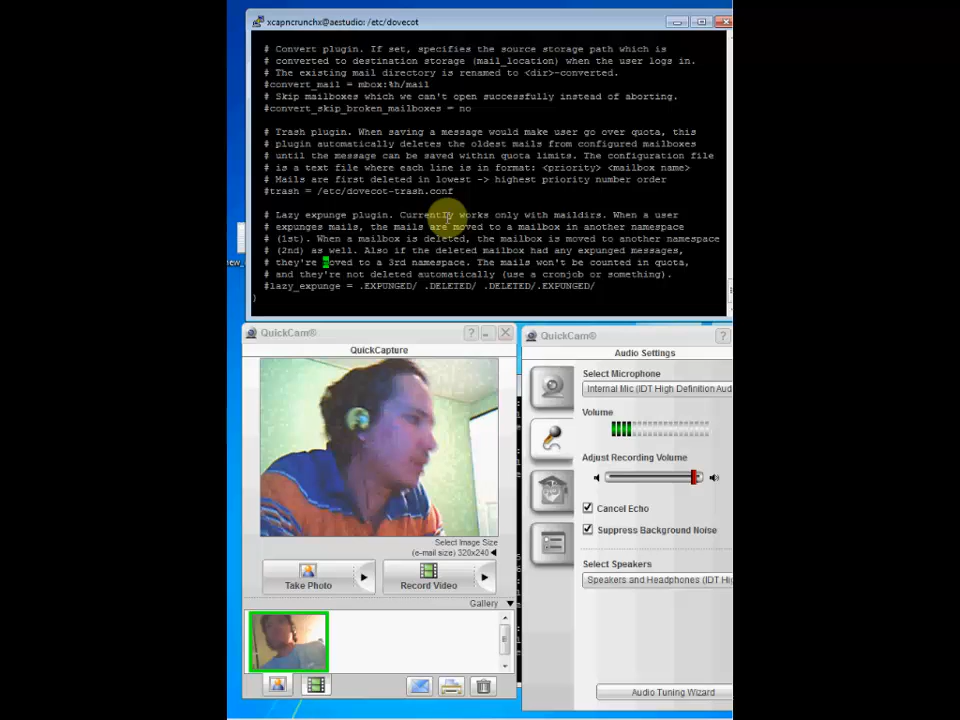 xcapncrunchx@aestudio: /etc/dovecot
# Convert plugin. If set, specifies the source storage path which is
# converted to destination storage (mail_location) when the user logs in.
# The existing mail directory is renamed to <dir>-converted.
#convert_mail = mbox:%h/mail
# Skip mailboxes which we can't open successfully instead of aborting.
#convert_skip_broken_mailboxes = no
# Trash plugin. When saving a message would make user go over quota, this
# plugin automatically deletes the oldest mails from configured mailboxes
# until the message can be saved within quota limits. The configuration file
# is a text file where each line is in format: <priority> <mailbox name>
# Mails are first deleted in lowest -> highest priority number order
#trash = /etc/dovecot-trash.conf
# Lazy expunge plugin. Currently works only with maildirs. When a user
# expunges mails, the mails are moved to a mailbox in another namespace
# (1st). When a mailbox is deleted, the mailbox is moved to another namespace
# (2nd) as well. Also if the deleted mailbox had any expunged messages,
# they're moved to a 3rd namespace. The mails won't be counted in quota,
# and they're not deleted automatically (use a cronjob or something).
#lazy_expunge = .EXPUNGED/ .DELETED/ .DELETED/.EXPUNGED/
}
new_
QuickCam®
QuickCapture
Select Image Size
(e-mail size) 320x240
Take Photo
Record Video
Gallery
QuickCam®
Audio Settings
Select Microphone
Internal Mic (IDT High Definition Aud
Volume
Adjust Recording Volume
Cancel Echo
Suppress Background Noise
Select Speakers
Speakers and Headphones (IDT Hi
Audio Tuning Wizard